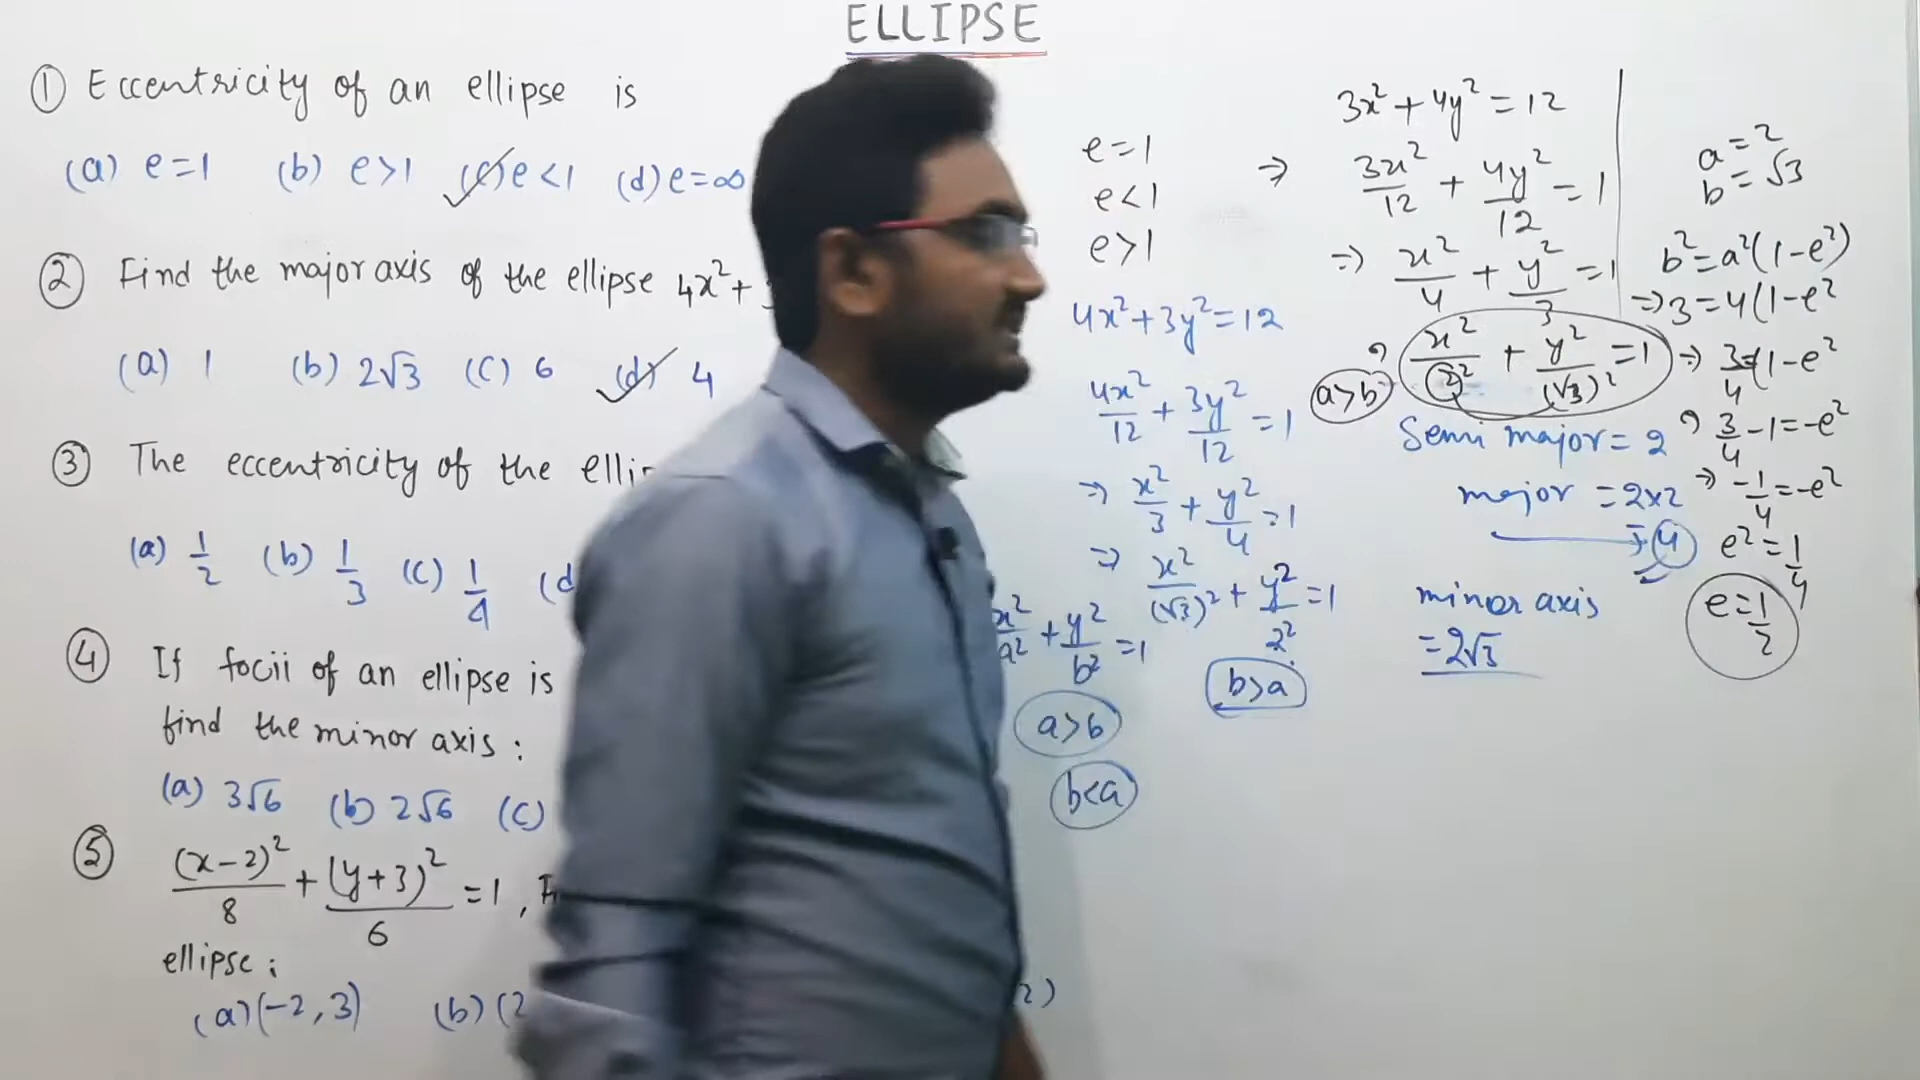 ELLIPSE
① Eccentricity of an ellipse is
(a) e=1 (b) e>1 (c) e<1 (d) e=∞
② Find the major axis of the ellipse 4x²+
(a) 1 (b) 2√3 (c) 6 (d) 4
③ The eccentricity of the
(a) 1/2 (b) 1/3 (c) 1/4 (d
④ If focii of an ellipse is
find the minor axis :
(a) 3√6 (b) 2√6 (c)
⑤ (x-2)²/8 + (y+3)²/6 = 1 ,
ellipse :
(a) (-2, 3) (b) (2
2)
e=1
e<1
e>1
4x²+3y²=12
4x²/12 + 3y²/12 = 1
⇒ x²/3 + y²/4 = 1
⇒ x²/(√3)² + y²/2² = 1
b>a
x²/a² + y²/b² = 1
a>b
b<a
3x²+4y²=12
⇒ 3x²/12 + 4y²/12 = 1
⇒ x²/4 + y²/3 = 1
x²/2² + y²/(√3)² = 1
a>b
Semi major = 2
major = 2×2
= 4
minor axis
= 2√3
a=2
b=√3
b²=a²(1-e²)
⇒ 3=4(1-e²
⇒ 3/4=(1-e²
3/4-1=-e²
⇒ -1/4=-e²
e²=1/4
e=1/2